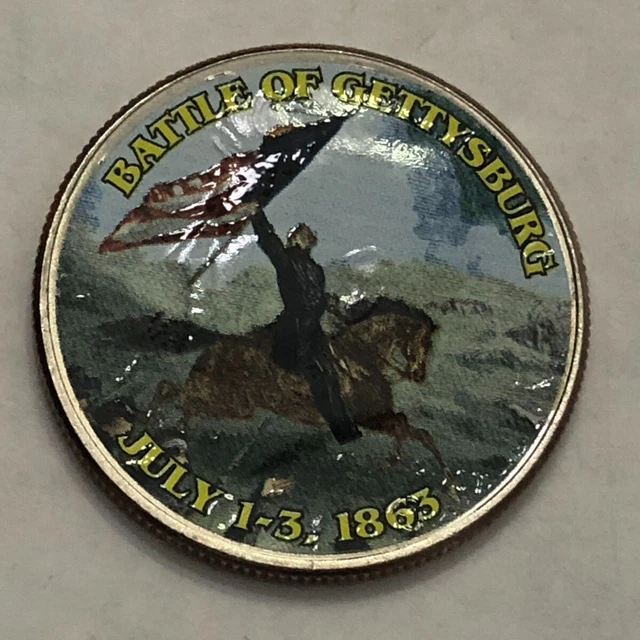 BATTLE OF GETTYSBURG
JULY 1-3, 1863